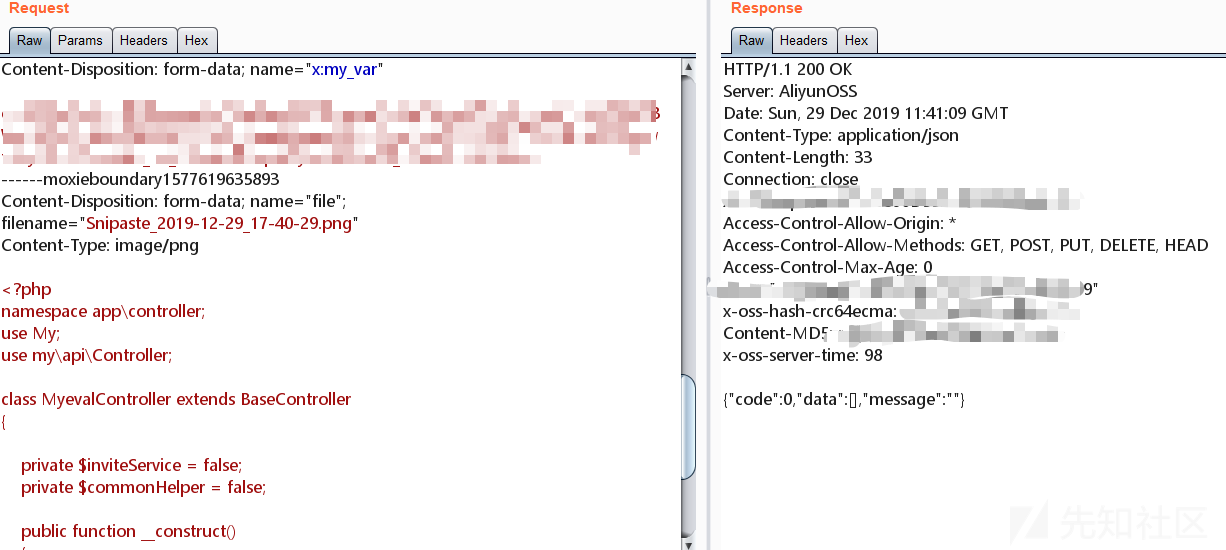 Request
Raw Params Headers Hex
Content-Disposition: form-data; name="x:my_var"
------moxieboundary1577619635893
Content-Disposition: form-data; name="file";
filename="Snipaste_2019-12-29_17-40-29.png"
Content-Type: image/png
<?php
namespace app\controller;
use My;
use my\api\Controller;
class MyevalController extends BaseController
{
private $inviteService = false;
private $commonHelper = false;
public function __construct()
Response
Raw Headers Hex
HTTP/1.1 200 OK
Server: AliyunOSS
Date: Sun, 29 Dec 2019 11:41:09 GMT
Content-Type: application/json
Content-Length: 33
Connection: close
Access-Control-Allow-Origin: *
Access-Control-Allow-Methods: GET, POST, PUT, DELETE, HEAD
Access-Control-Max-Age: 0
9"
x-oss-hash-crc64ecma:
Content-MD5:
x-oss-server-time: 98
{"code":0,"data":[],"message":""}
先知社区